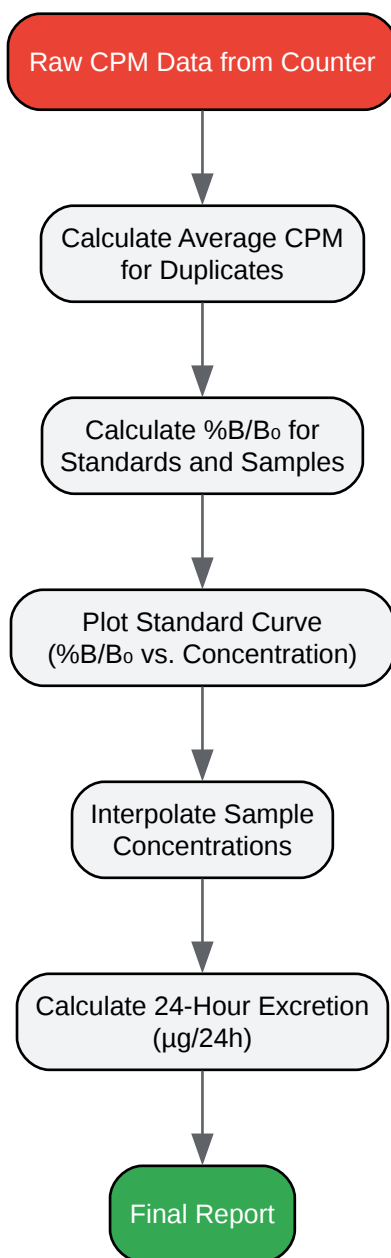 Raw CPM Data from Counter
Calculate Average CPM
for Duplicates
Calculate %B/B₀ for
Standards and Samples
Plot Standard Curve
(%B/B₀ vs. Concentration)
Interpolate Sample
Concentrations
Calculate 24-Hour Excretion
(µg/24h)
Final Report